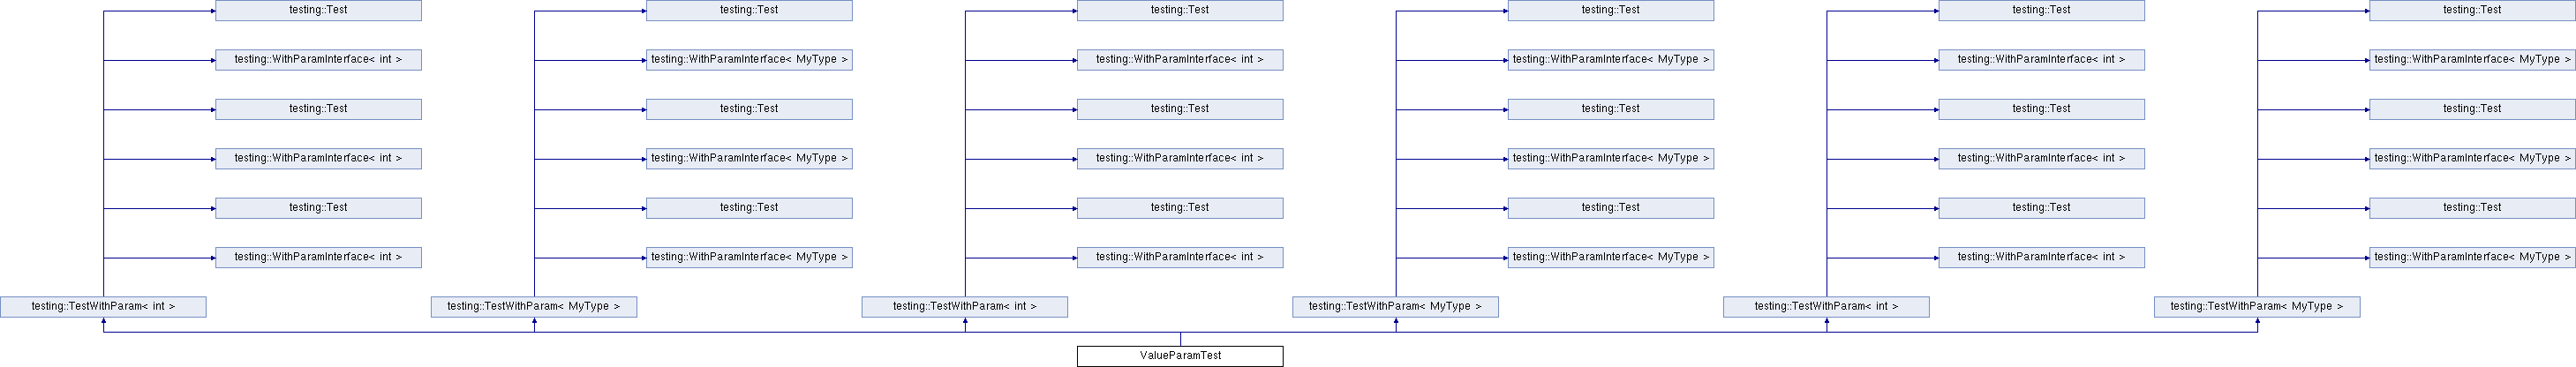 testing::Test
testing::Test
testing::Test
testing::Test
testing::Test
testing::Test
testing::WithParamInterface< int >
testing::WithParamInterface< MyType >
testing::WithParamInterface< int >
testing::WithParamInterface< MyType >
testing::WithParamInterface< int >
testing::WithParamInterface< MyType >
testing::Test
testing::Test
testing::Test
testing::Test
testing::Test
testing::Test
testing::WithParamInterface< int >
testing::WithParamInterface< MyType >
testing::WithParamInterface< int >
testing::WithParamInterface< MyType >
testing::WithParamInterface< int >
testing::WithParamInterface< MyType >
testing::Test
testing::Test
testing::Test
testing::Test
testing::Test
testing::Test
testing::WithParamInterface< int >
testing::WithParamInterface< MyType >
testing::WithParamInterface< int >
testing::WithParamInterface< MyType >
testing::WithParamInterface< int >
testing::WithParamInterface< MyType >
testing::TestWithParam< int >
testing::TestWithParam< MyType >
testing::TestWithParam< int >
testing::TestWithParam< MyType >
testing::TestWithParam< int >
testing::TestWithParam< MyType >
ValueParamTest